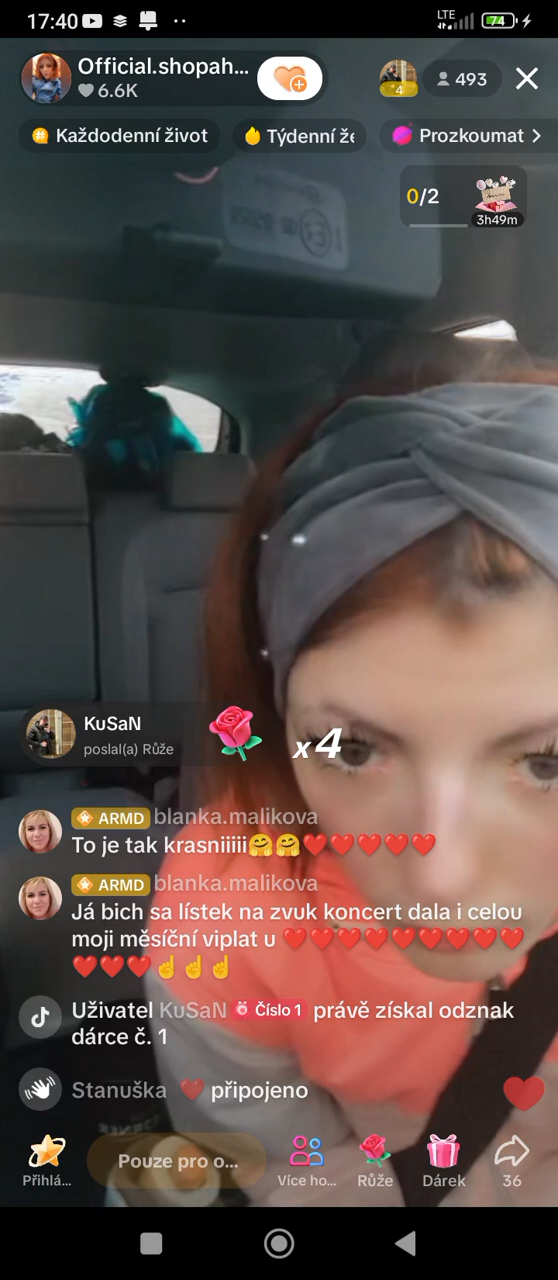 17:40
LTE
74
Official.shopah...
6.6K
4
493
Každodenní život
Týdenní že
Prozkoumat
0/2
3h49m
KuSaN
poslal(a) Růže
x4
ARMD blanka.malikova
To je tak krasniiiii🤗🤗❤️❤️❤️❤️❤️
ARMD blanka.malikova
Já bich sa lístek na zvuk koncert dala i celou
moji měsíční viplat u ❤️❤️❤️❤️❤️❤️❤️❤️❤️
❤️❤️❤️☝️☝️☝️
Uživatel KuSaN Číslo 1 právě získal odznak
dárce č. 1
Stanuška ❤️ připojeno
Pouze pro o...
Přihlá...
Více ho...
Růže
Dárek
36